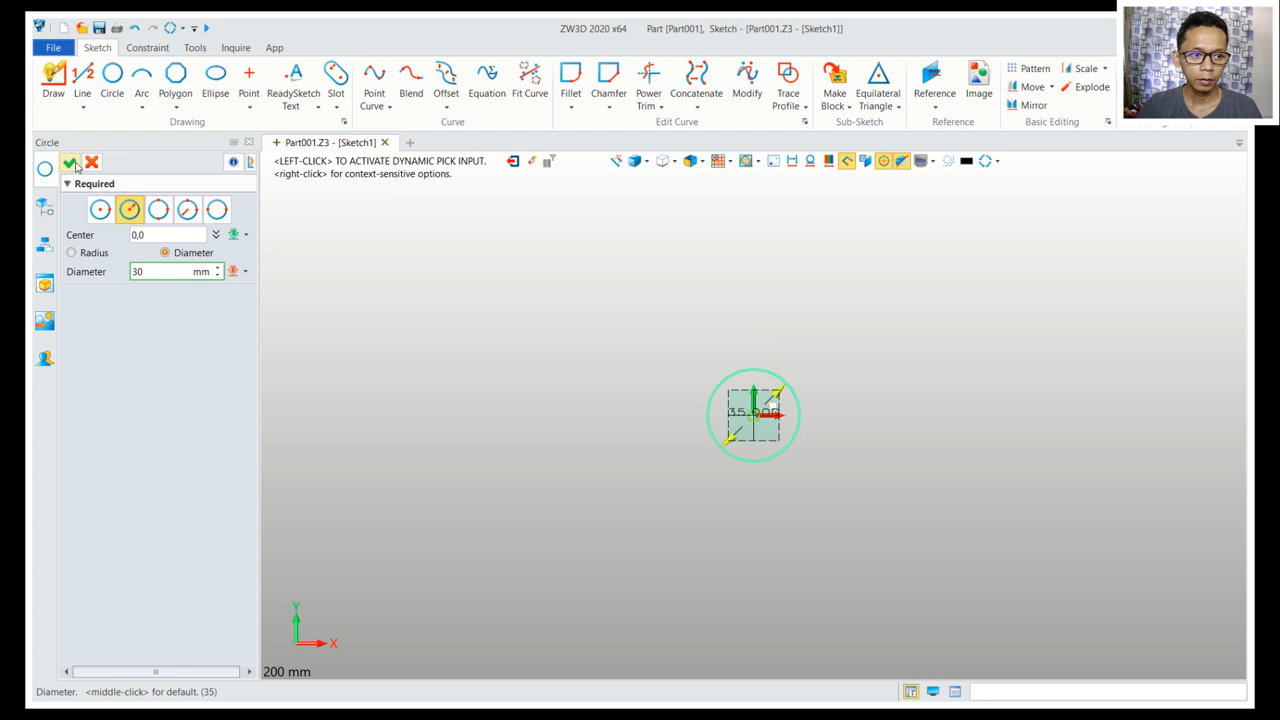 ZW3D 2020 x64 Part [Part001], Sketch - [Part001.Z3 - [Sketch1]]
File Sketch Constraint Tools Inquire App
Draw Line Circle Arc Polygon Ellipse Point ReadySketch Text Slot Point Curve Blend Offset Equation Fit Curve Fillet Chamfer Power Trim Concatenate Modify Trace Profile Make Block Equilateral Triangle Reference Image Pattern Scale Move Explode Mirror
Drawing Curve Edit Curve Sub-Sketch Reference Basic Editing
Circle
Part001.Z3 - [Sketch1]
<LEFT-CLICK> TO ACTIVATE DYNAMIC PICK INPUT.
<right-click> for context-sensitive options.
Required
Center 0,0
Radius Diameter
Diameter 30 mm
Y
X
200 mm
Diameter. <middle-click> for default. (35)